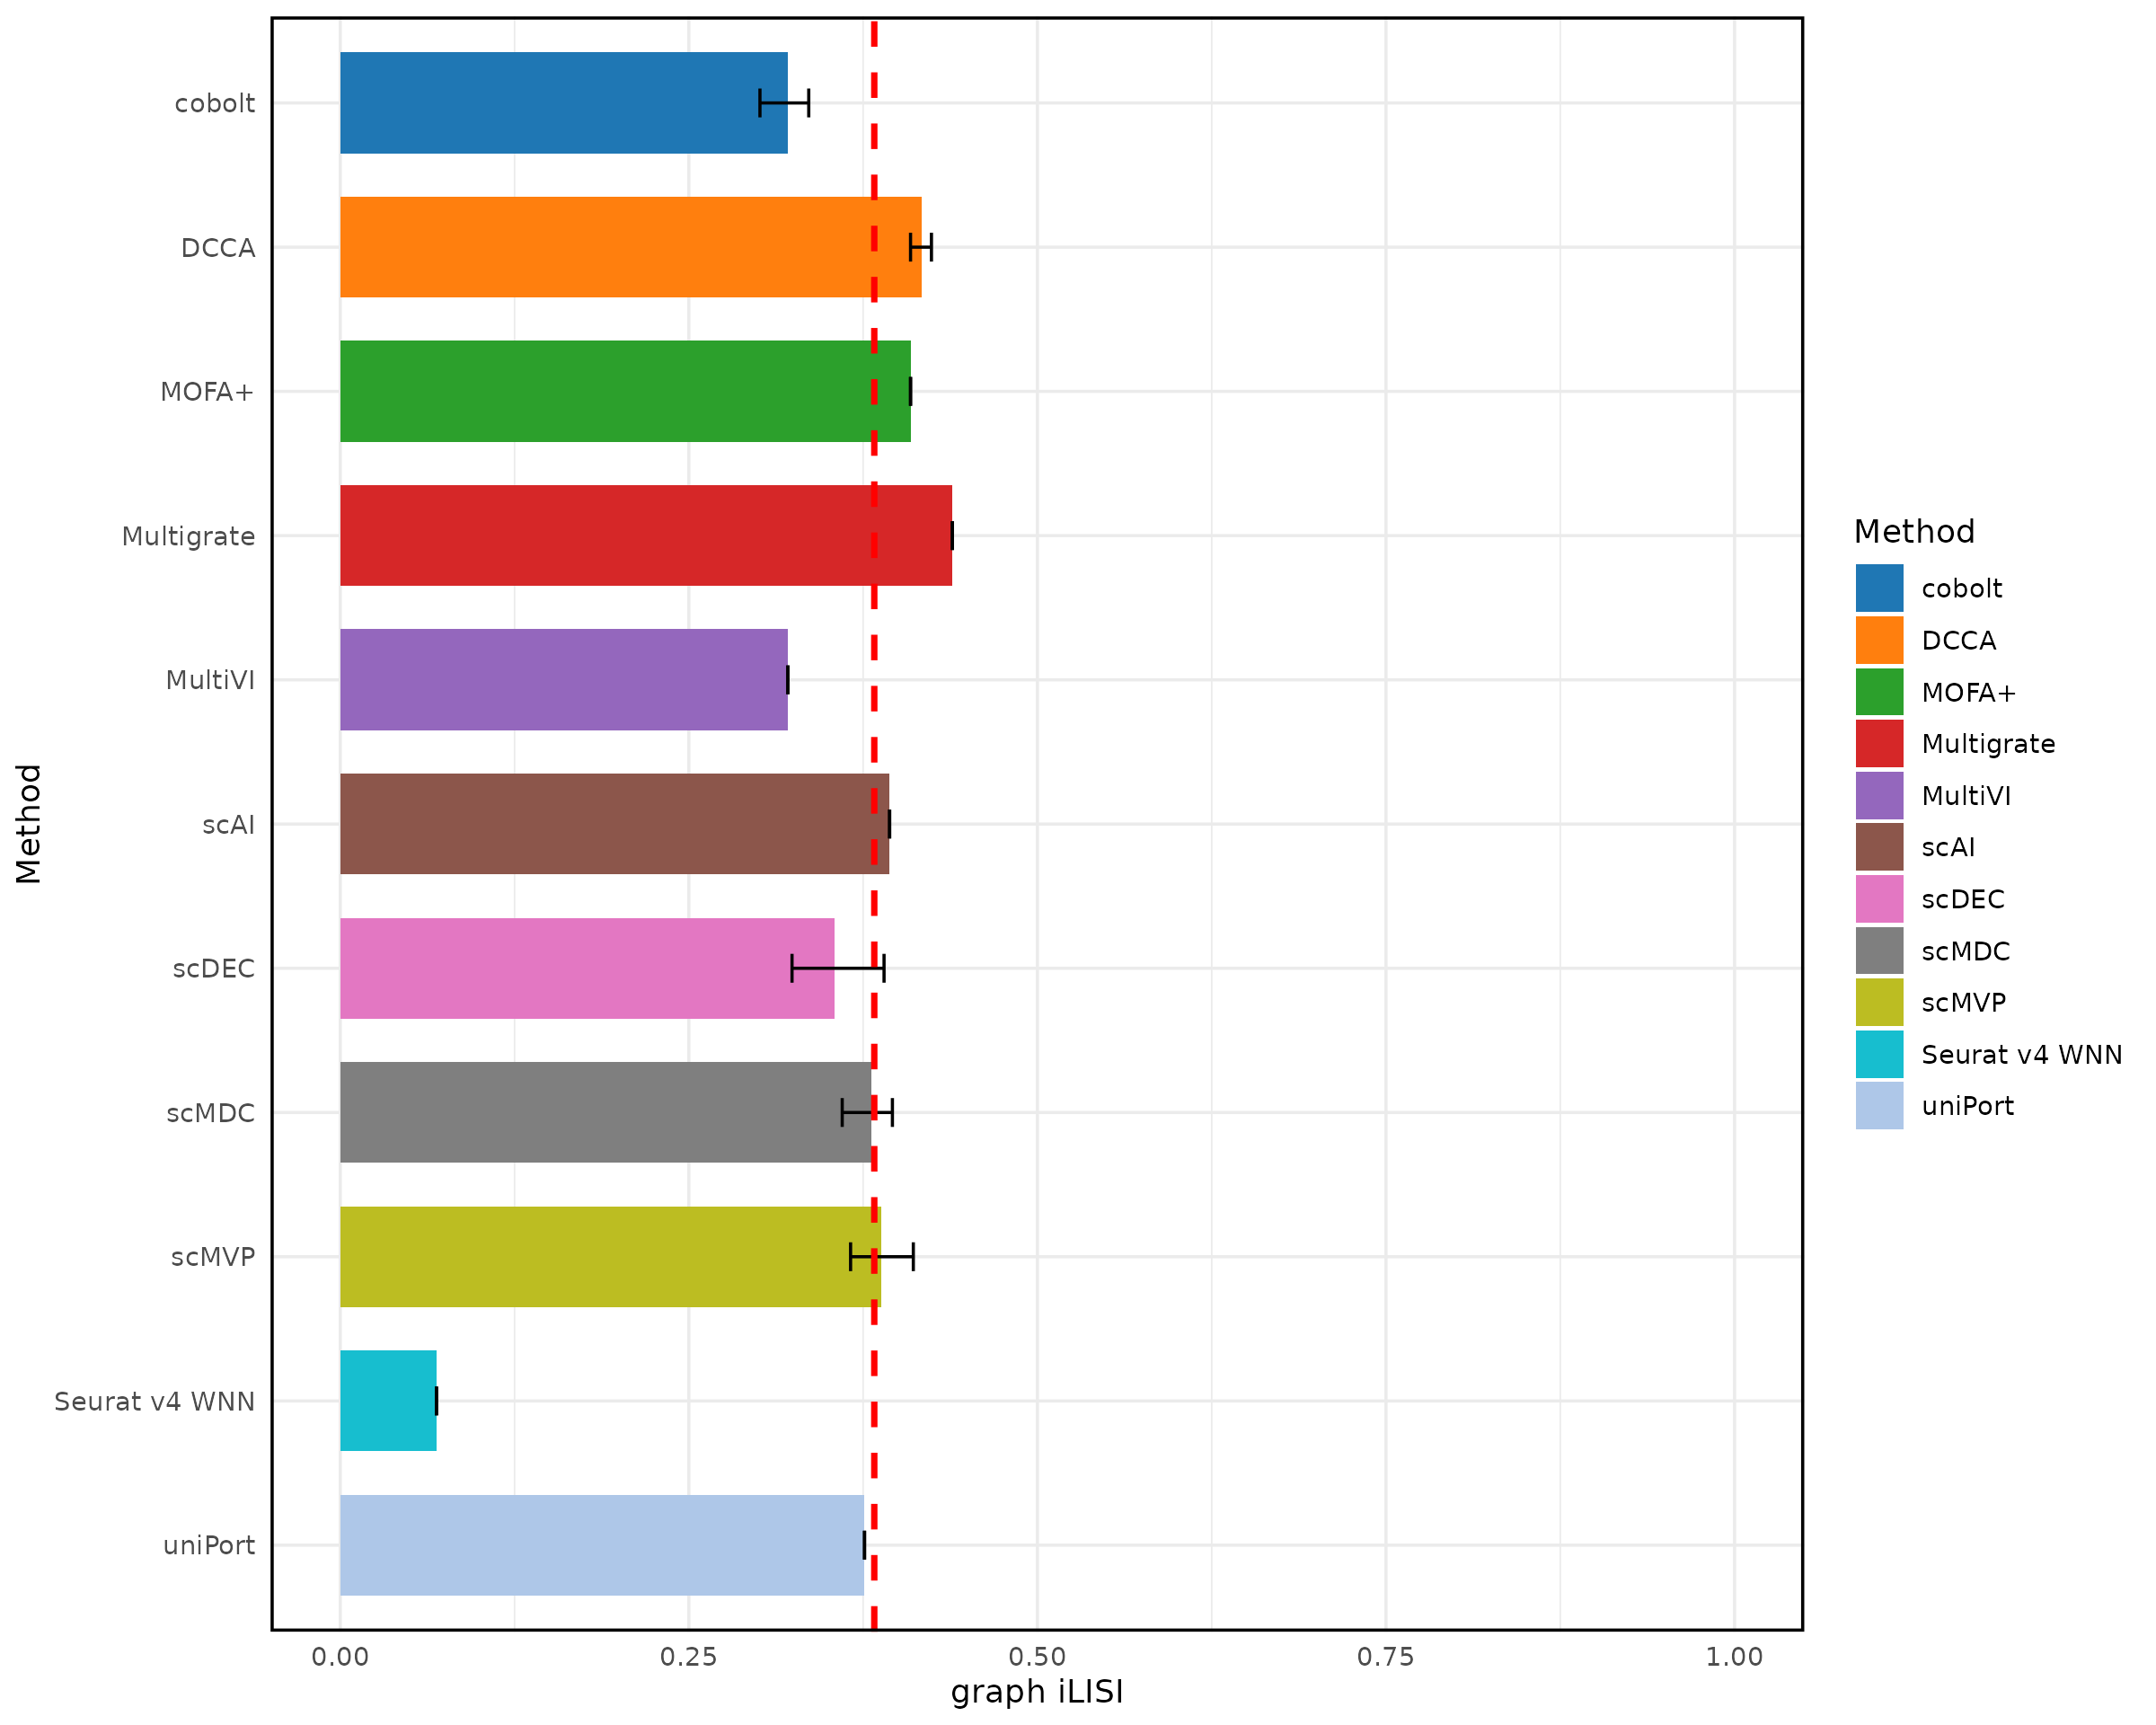 Method
cobolt
DCCA
MOFA+
Multigrate
MultiVI
scAI
scDEC
scMDC
scMVP
Seurat v4 WNN
uniPort
0.00 0.25 0.50 0.75 1.00
graph iLISI
Method
cobolt
DCCA
MOFA+
Multigrate
MultiVI
scAI
scDEC
scMDC
scMVP
Seurat v4 WNN
uniPort